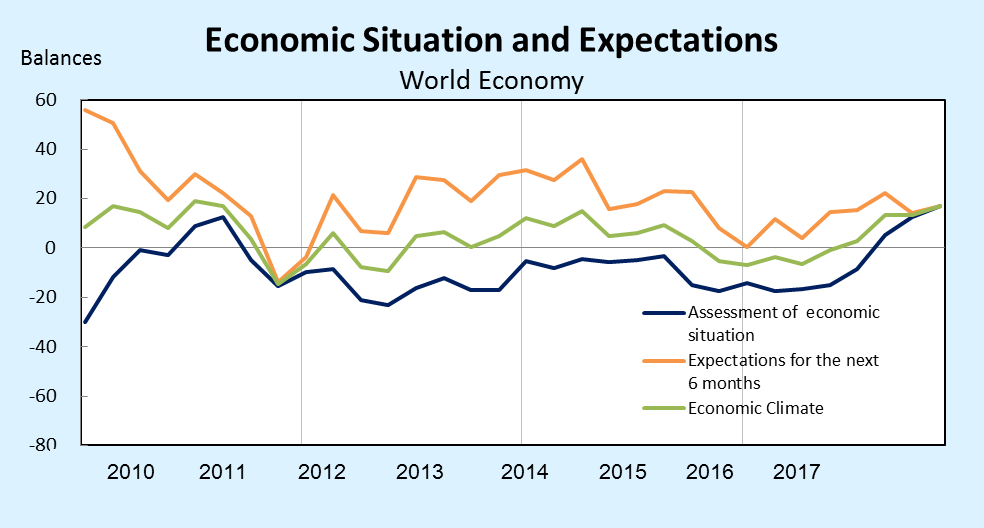 Economic Situation and Expectations
Balances
World Economy
60
40
20
0
-20
-40
-60
-80
Assessment of economic
situation
Expectations for the next
6 months
Economic Climate
2010 2011 2012 2013 2014 2015 2016 2017